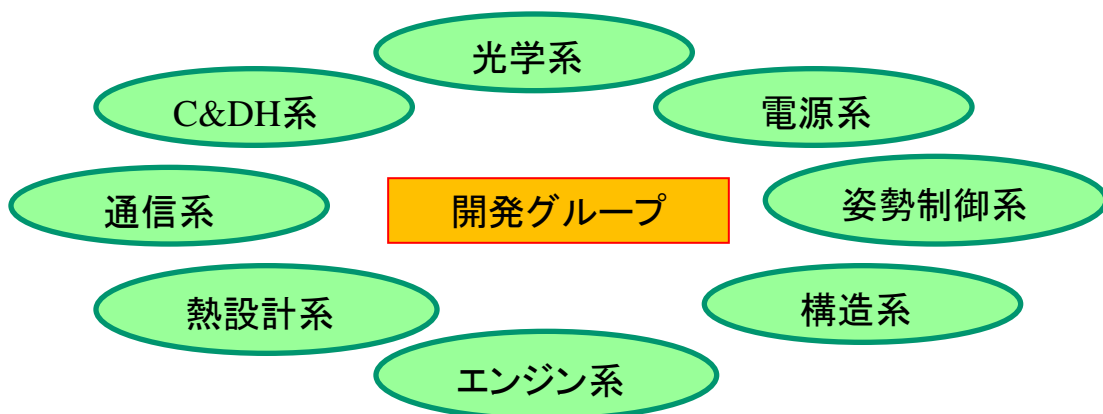 光学系
C&DH系
電源系
通信系
開発グループ
姿勢制御系
熱設計系
構造系
エンジン系